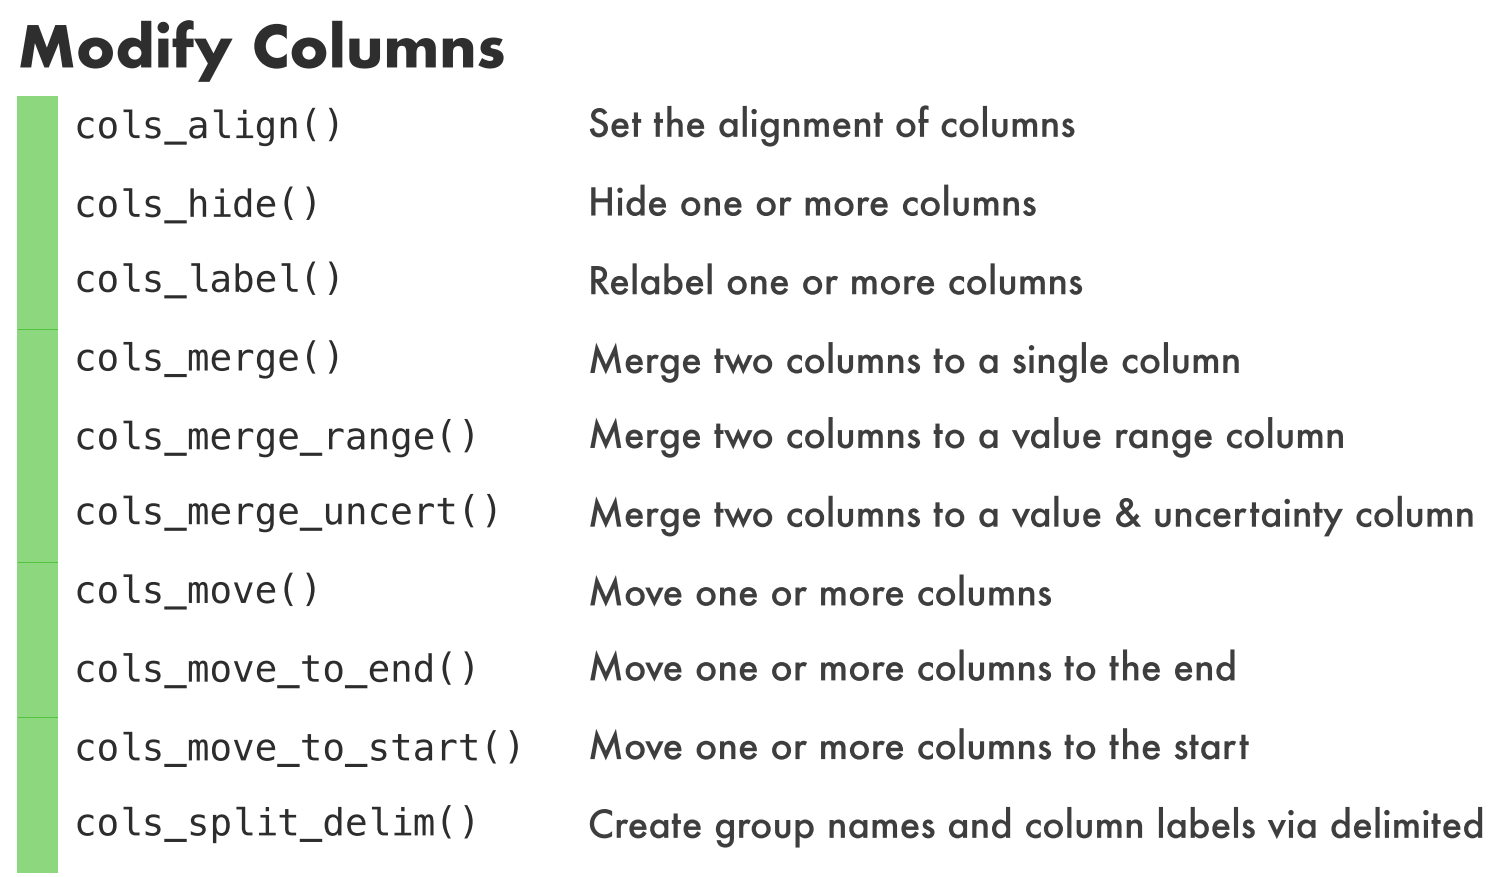 Modify Columns
cols_align() Set the alignment of columns
cols_hide() Hide one or more columns
cols_label() Relabel one or more columns
cols_merge() Merge two columns to a single column
cols_merge_range() Merge two columns to a value range column
cols_merge_uncert() Merge two columns to a value & uncertainty column
cols_move() Move one or more columns
cols_move_to_end() Move one or more columns to the end
cols_move_to_start() Move one or more columns to the start
cols_split_delim() Create group names and column labels via delimited